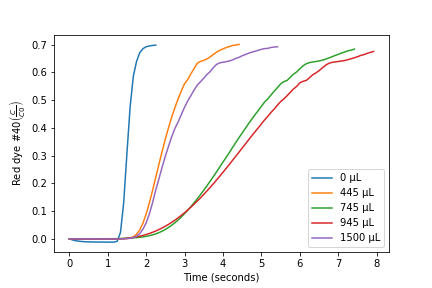 0.7
0.6
0.5
0.4
0.3
0.2
0.1
0.0
Red dye #40(C/C0)
0 μL
445 μL
745 μL
945 μL
1500 μL
0 1 2 3 4 5 6 7 8
Time (seconds)